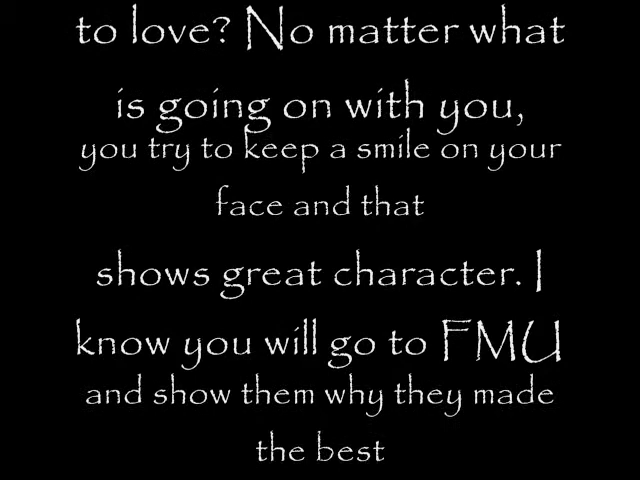 to love? No matter what
is going on with you,
you try to keep a smile on your
face and that
shows great character. I
know you will go to FMU
and show them why they made
the best